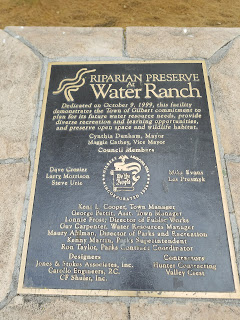 RIPARIAN PRESERVE
At
Water Ranch
Dedicated on October 9, 1999, this facility
demonstrates the Town of Gilbert commitment to
plan for its future water resource needs, provide
diverse recreation and learning opportunities,
and preserve open space and wildlife habitat.
Cynthia Dunham, Mayor
Maggie Cathey, Vice Mayor
Council Members
Dave Crozier
Larry Morrison
Steve Urie
Mike Evans
Les Presmyk
Kent L. Cooper, Town Manager
George Pettit, Asst. Town Manager
Lonnie Frost, Director of Public Works
Guy Carpenter, Water Resources Manager
Maury Ahlman, Director of Parks and Recreation
Kenny Martin, Parks Superintendent
Ron Taylor, Parks Concepts Coordinator
Designers
Jones & Stokes Associates, Inc.
Carollo Engineers, P.C.
CF Shuler, Inc.
Contractors
Hunter Contracting
Valley Crest